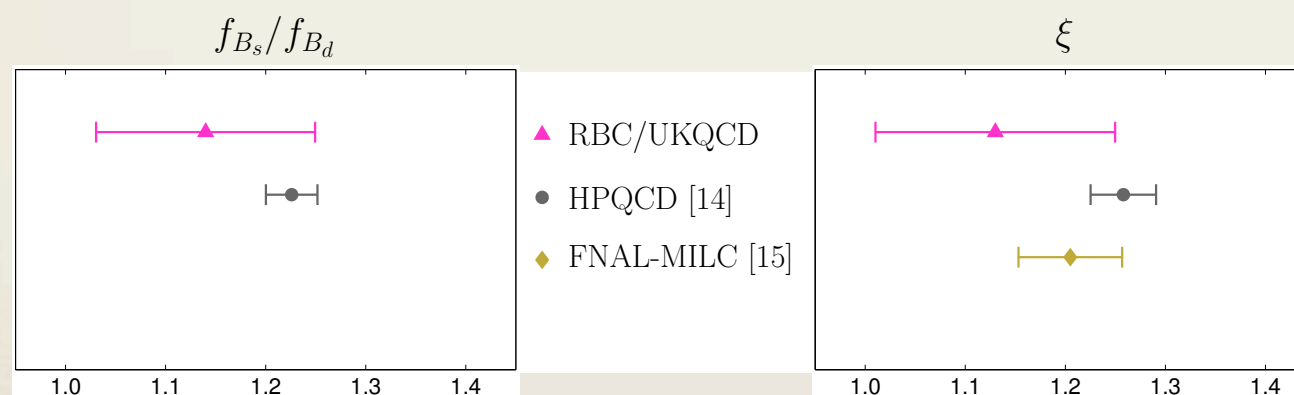 f_{B_s}/f_{B_d}
ξ
RBC/UKQCD
HPQCD [14]
FNAL-MILC [15]
1.0 1.1 1.2 1.3 1.4
1.0 1.1 1.2 1.3 1.4